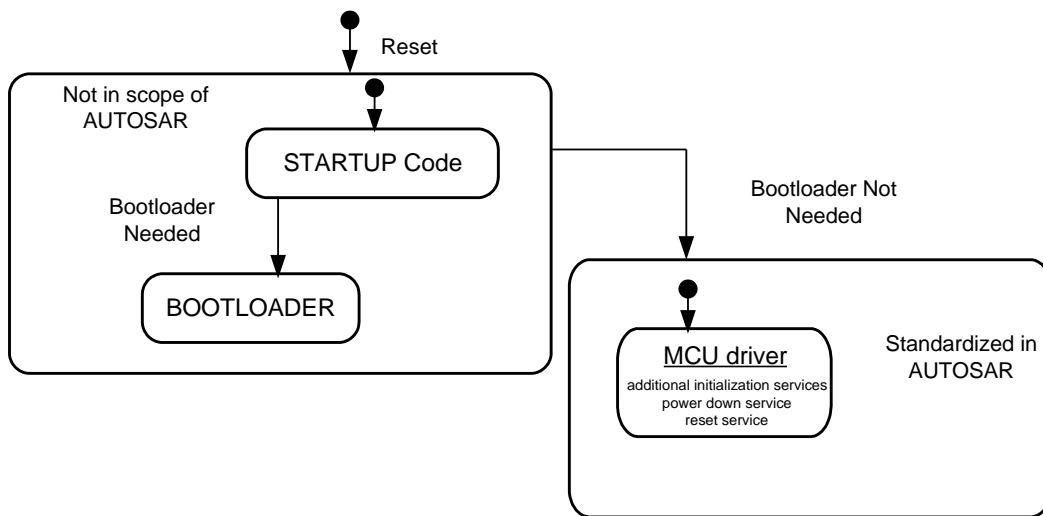 Reset
Not in scope of
AUTOSAR
STARTUP Code
Bootloader
Needed
BOOTLOADER
Bootloader Not
Needed
MCU driver
additional initialization services
power down service
reset service
Standardized in
AUTOSAR